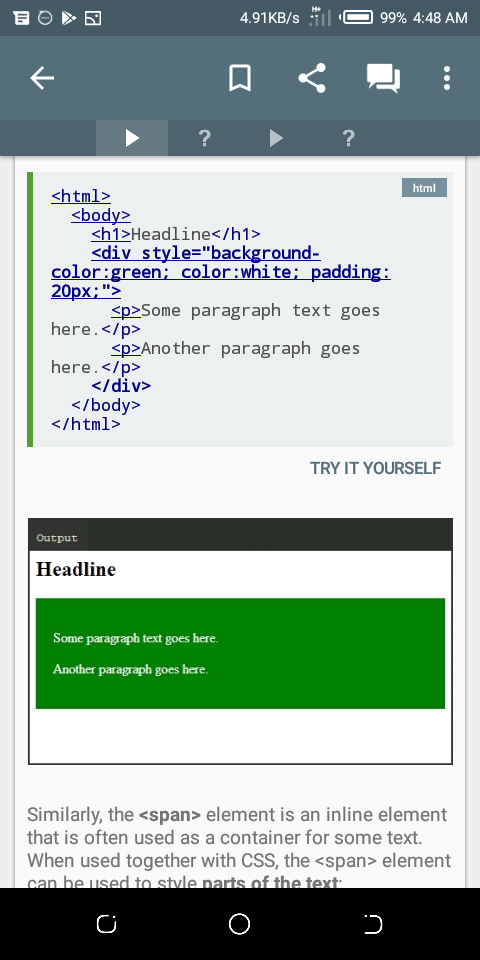 4.91KB/s H+ 99% 4:48 AM
? ?
html
<html>
<body>
<h1>Headline</h1>
<div style="background-
color:green; color:white; padding:
20px;">
<p>Some paragraph text goes
here.</p>
<p>Another paragraph goes
here.</p>
</div>
</body>
</html>
TRY IT YOURSELF
Output
Headline
Some paragraph text goes here.
Another paragraph goes here.
Similarly, the <span> element is an inline element
that is often used as a container for some text.
When used together with CSS, the <span> element
can be used to style parts of the text: